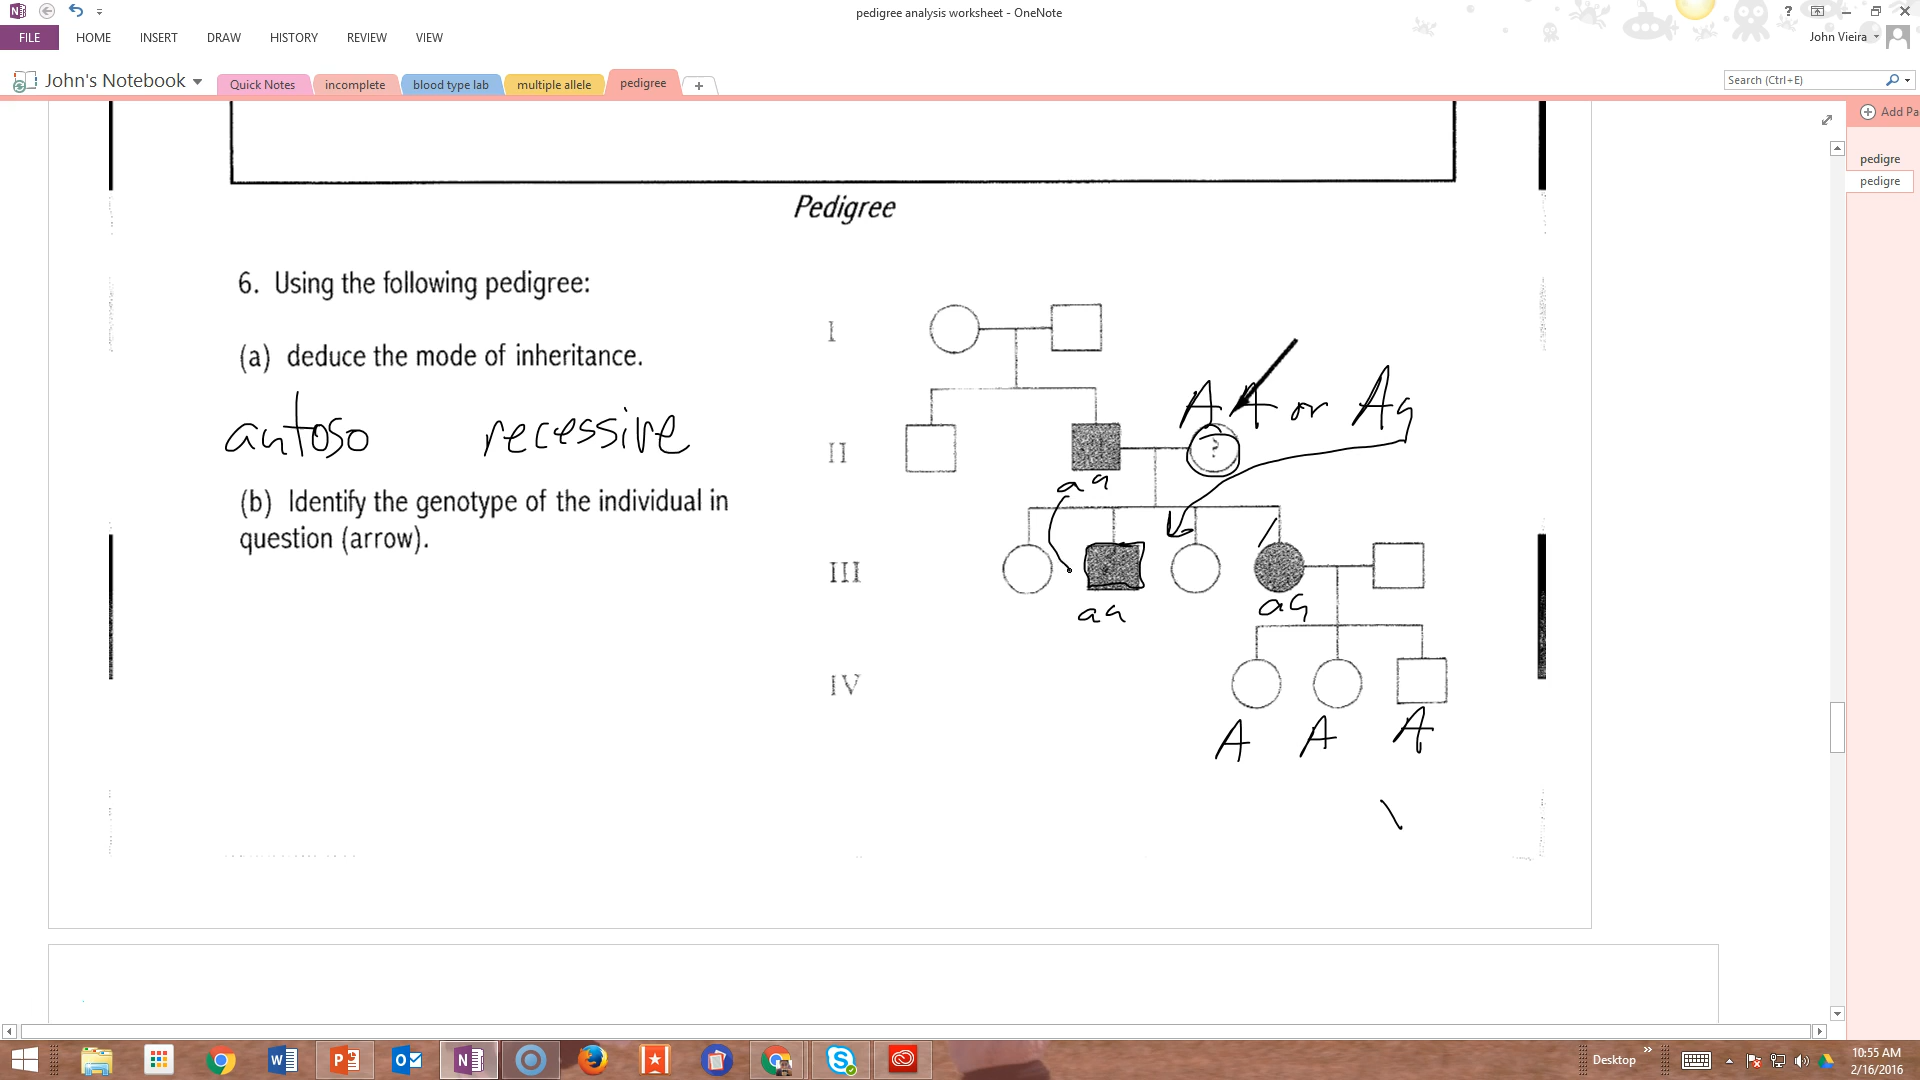 pedigree analysis worksheet - OneNote
FILE HOME INSERT DRAW HISTORY REVIEW VIEW
John Vieira
John's Notebook
Quick Notes incomplete blood type lab multiple allele pedigree
Search (Ctrl+E)
Add Pa
pedigre
pedigre
Pedigree
6. Using the following pedigree:
(a) deduce the mode of inheritance.
autoso recessive
(b) Identify the genotype of the individual in
question (arrow).
I
AA or Aa
II
?
aa
III
aa
aa
IV
A A A
Desktop
10:55 AM
2/16/2016